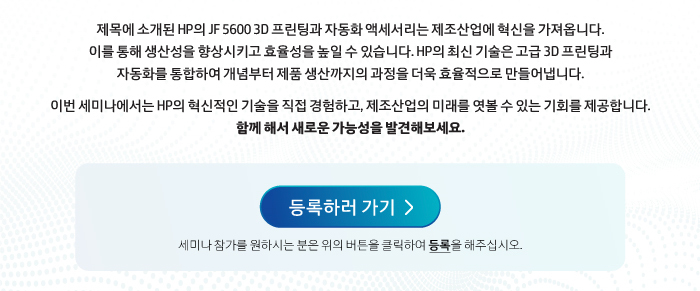 제목에 소개된 HP의 JF 5600 3D 프린팅과 자동화 액세서리는 제조산업에 혁신을 가져옵니다.
이를 통해 생산성을 향상시키고 효율성을 높일 수 있습니다. HP의 최신 기술은 고급 3D 프린팅과
자동화를 통합하여 개념부터 제품 생산까지의 과정을 더욱 효율적으로 만들어냅니다.
이번 세미나에서는 HP의 혁신적인 기술을 직접 경험하고, 제조산업의 미래를 엿볼 수 있는 기회를 제공합니다.
함께 해서 새로운 가능성을 발견해보세요.
등록하러 가기 >
세미나 참가를 원하시는 분은 위의 버튼을 클릭하여 등록을 해주십시오.